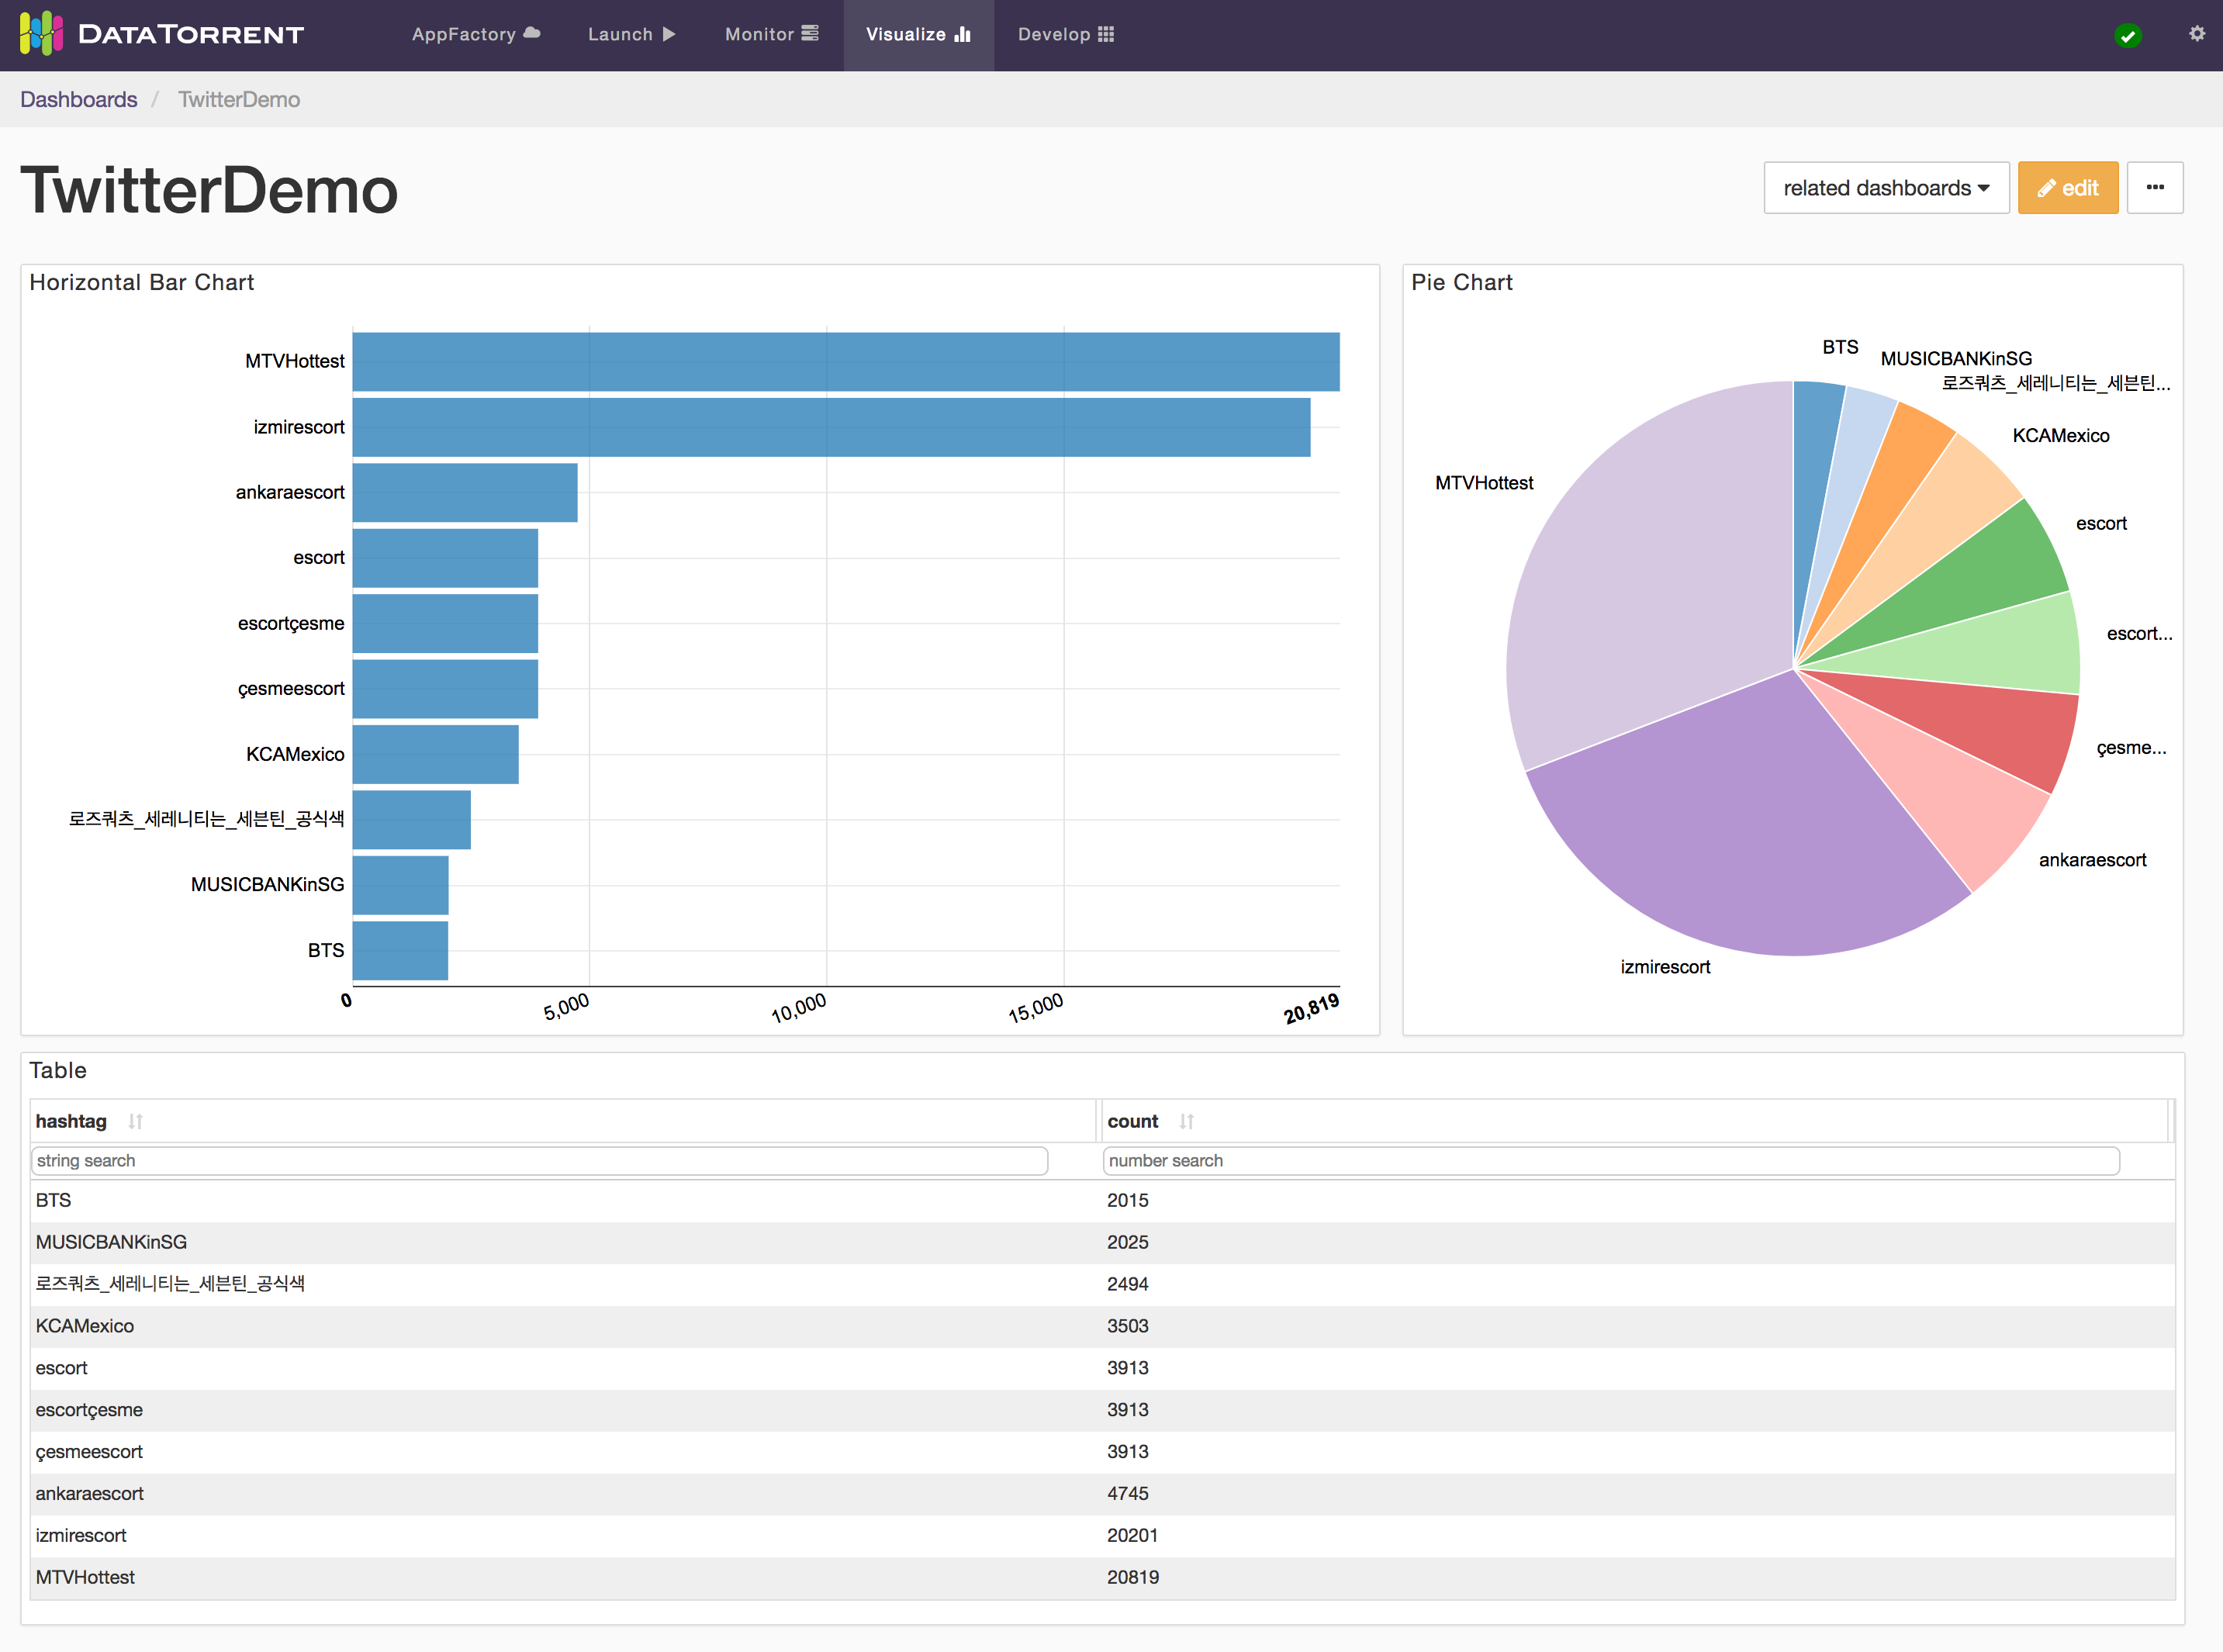 DATATORRENT
AppFactory Launch Monitor Visualize Develop
Dashboards / TwitterDemo
TwitterDemo
related dashboards edit ...
Horizontal Bar Chart
MTVHottest
izmirescort
ankaraescort
escort
escortçesme
çesmeescort
KCAMexico
로즈쿼츠_세레니티는_세븐틴_공식색
MUSICBANKinSG
BTS
0 5,000 10,000 15,000 20,819
Pie Chart
BTS
MUSICBANKinSG
로즈쿼츠_세레니티는_세븐틴...
KCAMexico
MTVHottest
escort
escort...
çesme...
ankaraescort
izmirescort
Table
hashtag count
string search number search
BTS 2015
MUSICBANKinSG 2025
로즈쿼츠_세레니티는_세븐틴_공식색 2494
KCAMexico 3503
escort 3913
escortçesme 3913
çesmeescort 3913
ankaraescort 4745
izmirescort 20201
MTVHottest 20819